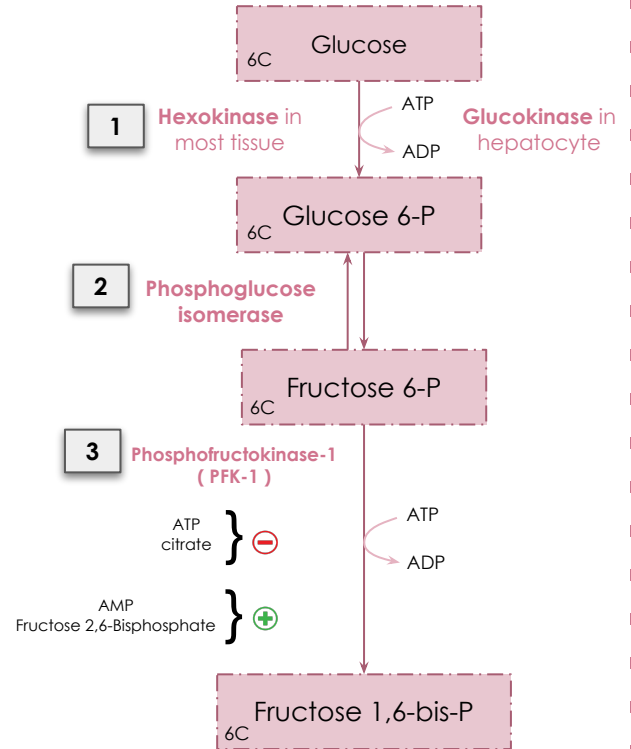 Glucose
6C
1
Hexokinase in
most tissue
ATP
ADP
Glucokinase in
hepatocyte
Glucose 6-P
6C
2
Phosphoglucose
isomerase
Fructose 6-P
6C
3
Phosphofructokinase-1
( PFK-1 )
ATP
citrate
ATP
ADP
AMP
Fructose 2,6-Bisphosphate
Fructose 1,6-bis-P
6C